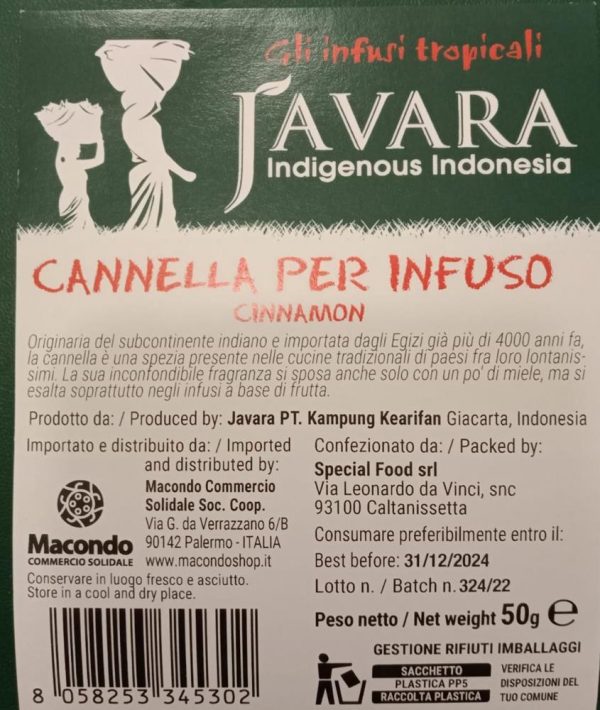 Gli infusi tropicali
JAVARA
Indigenous Indonesia
CANNELLA PER INFUSO
CINNAMON
Originaria del subcontinente indiano e importata dagli Egizi già più di 4000 anni fa,
la cannella è una spezia presente nelle cucine tradizionali di paesi fra loro lontanis-
simi. La sua inconfondibile fragranza si sposa anche solo con un po' di miele, ma si
esalta soprattutto negli infusi a base di frutta.
Prodotto da: / Produced by: Javara PT. Kampung Kearifan Giacarta, Indonesia
Importato e distribuito da: / Imported
and distributed by:
Macondo Commercio
Solidale Soc. Coop.
Via G. da Verrazzano 6/B
90142 Palermo - ITALIA
www.macondoshop.it
Macondo
COMMERCIO SOLIDALE
Conservare in luogo fresco e asciutto.
Store in a cool and dry place.
8 058253 345302
Confezionato da: / Packed by:
Special Food srl
Via Leonardo da Vinci, snc
93100 Caltanissetta
Consumare preferibilmente entro il:
Best before: 31/12/2024
Lotto n. / Batch n. 324/22
Peso netto / Net weight 50g ℮
GESTIONE RIFIUTI IMBALLAGGI
SACCHETTO
PLASTICA PP5
RACCOLTA PLASTICA
VERIFICA LE
DISPOSIZIONI DEL
TUO COMUNE